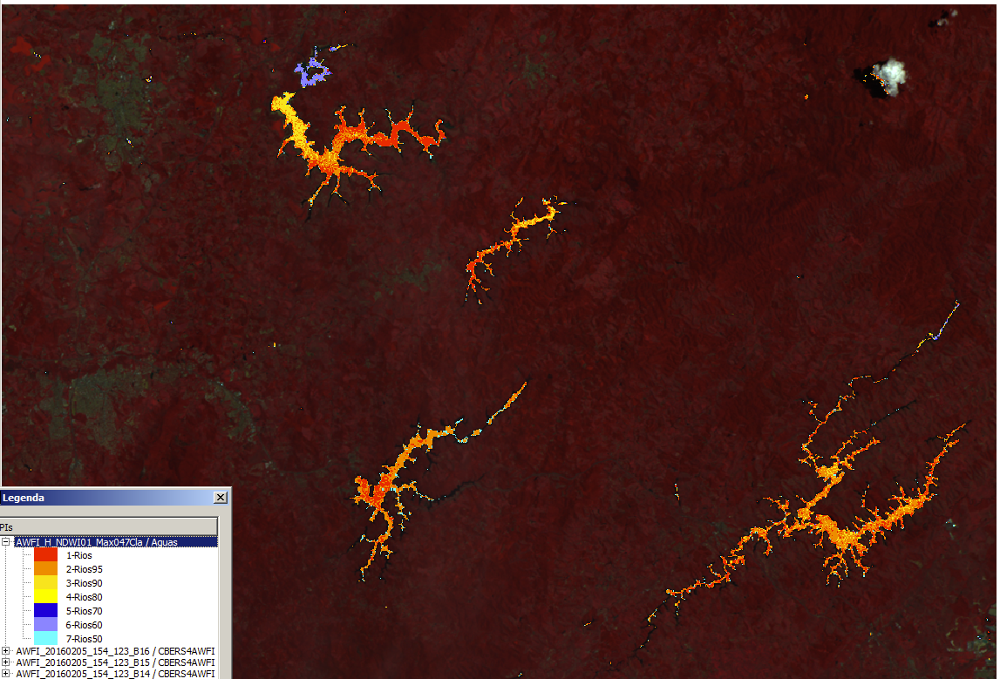 Legenda
PIs
AWFI_H_NDWI01_Max047Cla / Aguas
1-Rios
2-Rios95
3-Rios90
4-Rios80
5-Rios70
6-Rios60
7-Rios50
AWFI_20160205_154_123_B16 / CBERS4AWFI
AWFI_20160205_154_123_B15 / CBERS4AWFI
AWFI_20160205_154_123_B14 / CBERS4AWFI